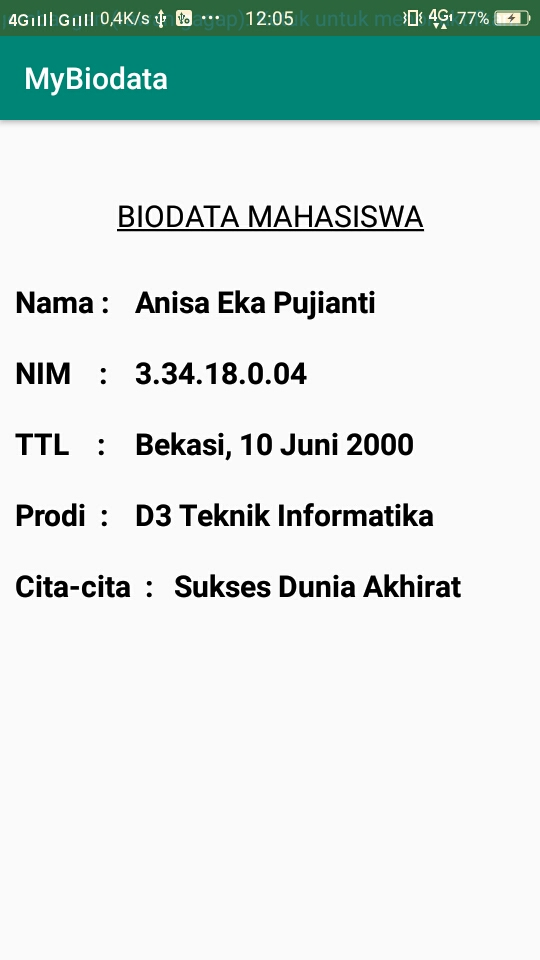 4G G 0,4K/s 12:05 4G 77%
MyBiodata
BIODATA MAHASISWA
Nama : Anisa Eka Pujianti
NIM : 3.34.18.0.04
TTL : Bekasi, 10 Juni 2000
Prodi : D3 Teknik Informatika
Cita-cita : Sukses Dunia Akhirat